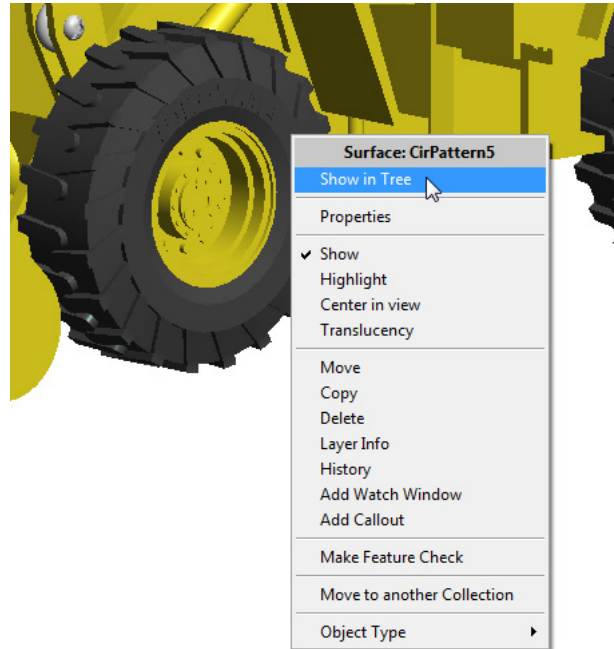 Surface: CirPattern5
Show in Tree
Properties
Show
Highlight
Center in view
Translucency
Move
Copy
Delete
Layer Info
History
Add Watch Window
Add Callout
Make Feature Check
Move to another Collection
Object Type